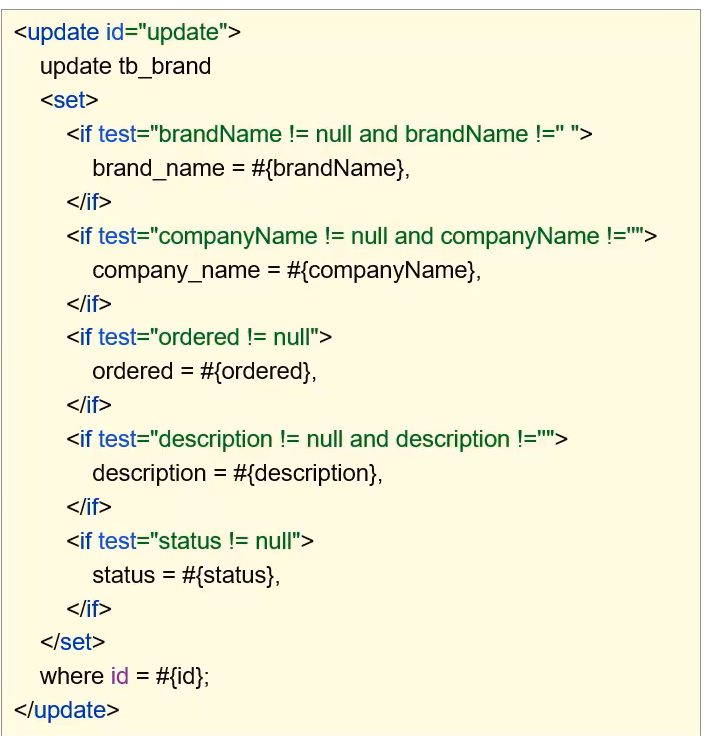 <update id="update">
update tb_brand
<set>
<if test="brandName != null and brandName !='' ">
brand_name = #{brandName},
</if>
<if test="companyName != null and companyName !=''">
company_name = #{companyName},
</if>
<if test="ordered != null">
ordered = #{ordered},
</if>
<if test="description != null and description !=''">
description = #{description},
</if>
<if test="status != null">
status = #{status},
</if>
</set>
where id = #{id};
</update>